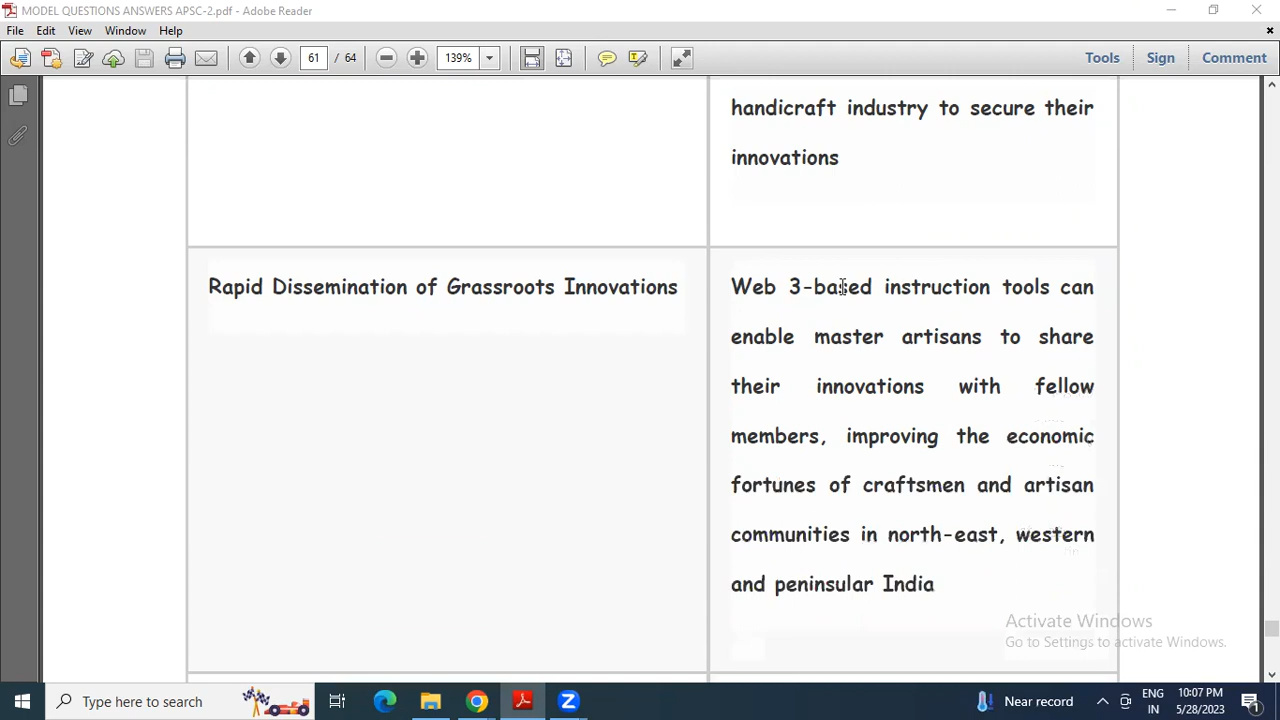 MODEL QUESTIONS ANSWERS APSC-2.pdf - Adobe Reader
File Edit View Window Help
61 / 64 139% Tools Sign Comment
handicraft industry to secure their
innovations
Rapid Dissemination of Grassroots Innovations
Web 3-based instruction tools can
enable master artisans to share
their innovations with fellow
members, improving the economic
fortunes of craftsmen and artisan
communities in north-east, western
and peninsular India
Activate Windows
Go to Settings to activate Windows.
Type here to search
Near record
ENG
IN
10:07 PM
5/28/2023
1